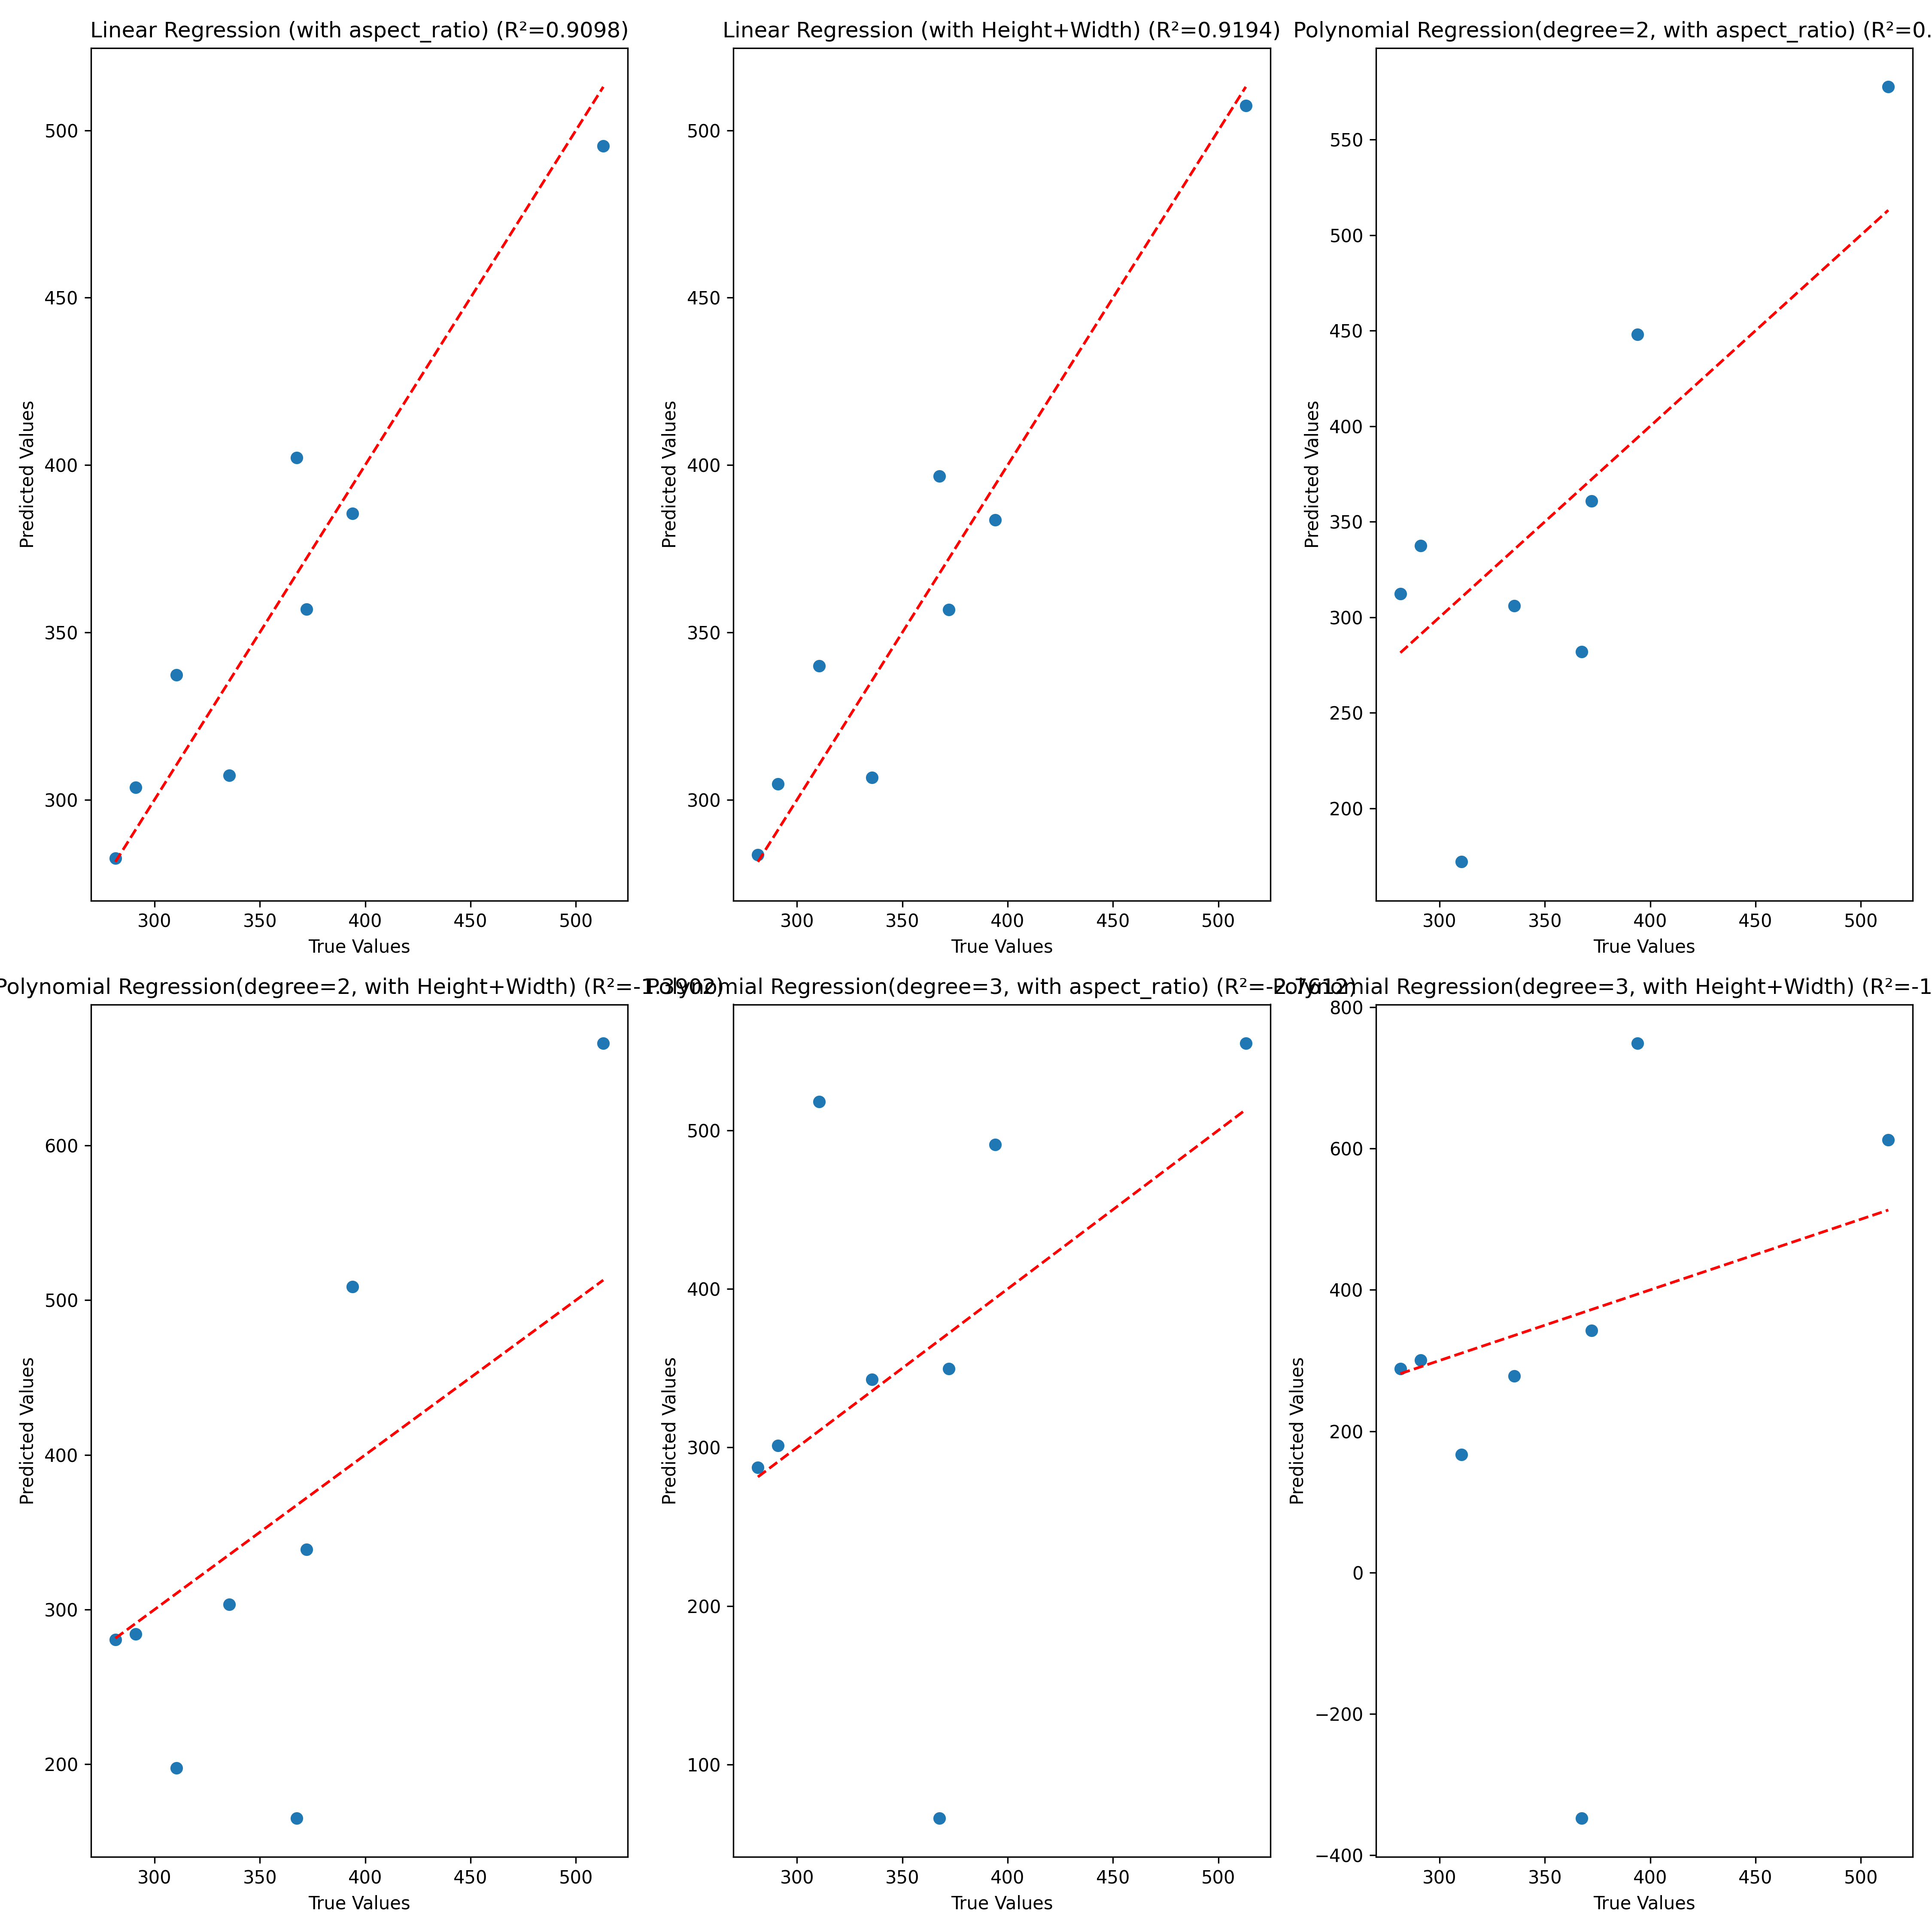 Linear Regression (with aspect_ratio) (R²=0.9098)
500
450
400
350
300
Predicted Values
300 350 400 450 500
True Values
Linear Regression (with Height+Width) (R²=0.9194)
500
450
400
350
300
Predicted Values
300 350 400 450 500
True Values
Polynomial Regression(degree=2, with aspect_ratio) (R²=0.
550
500
450
400
350
300
250
200
Predicted Values
300 350 400 450 500
True Values
Polynomial Regression(degree=2, with Height+Width) (R²=-1.3902)
600
500
400
300
200
Predicted Values
300 350 400 450 500
True Values
Polynomial Regression(degree=3, with aspect_ratio) (R²=-2.7612)
500
400
300
200
100
Predicted Values
300 350 400 450 500
True Values
Polynomial Regression(degree=3, with Height+Width) (R²=-1
800
600
400
200
0
−200
−400
Predicted Values
300 350 400 450 500
True Values